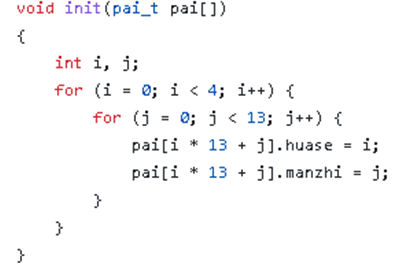 void init(pai_t pai[])
{
    int i, j;
    for (i = 0; i < 4; i++) {
        for (j = 0; j < 13; j++) {
            pai[i * 13 + j].huase = i;
            pai[i * 13 + j].manzhi = j;
        }
    }
}